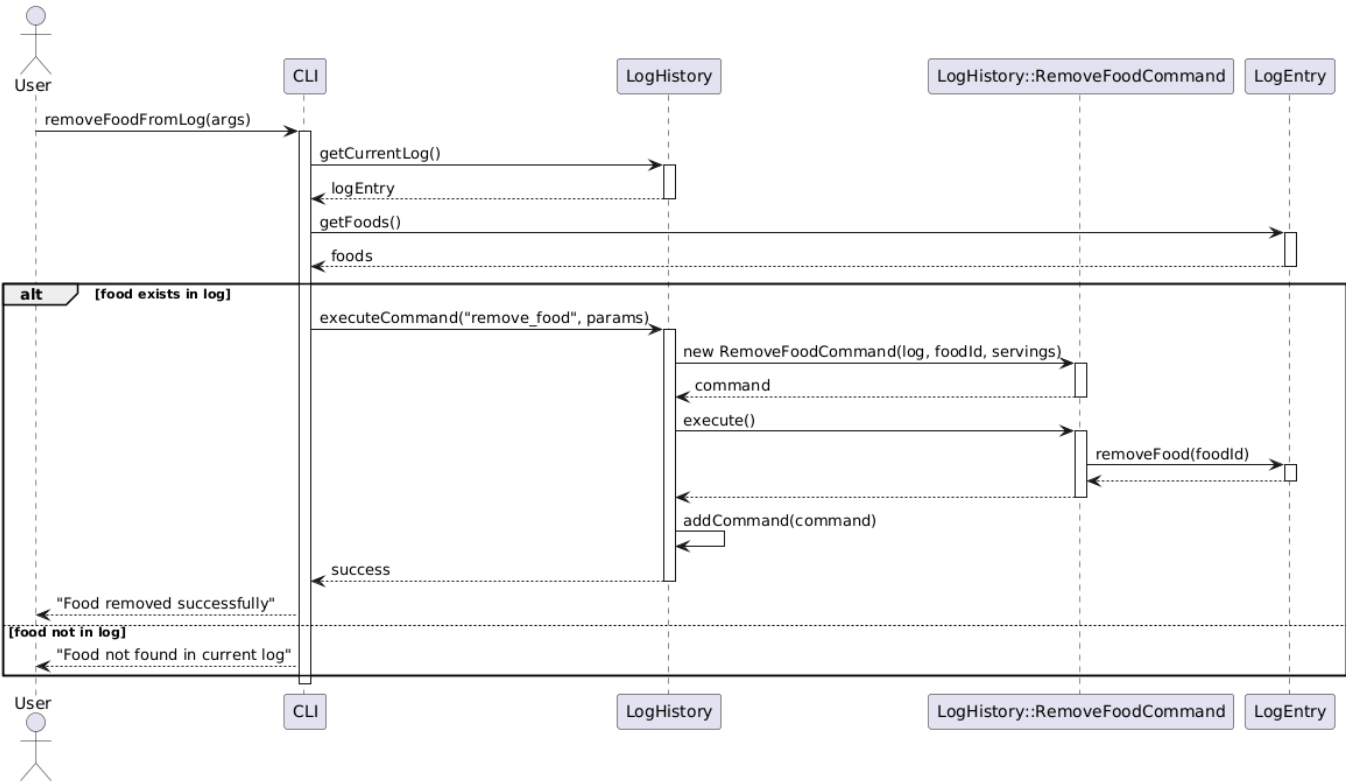 User
CLI
LogHistory
LogHistory::RemoveFoodCommand
LogEntry
removeFoodFromLog(args)
getCurrentLog()
logEntry
getFoods()
foods
alt
[food exists in log]
executeCommand("remove_food", params)
new RemoveFoodCommand(log, foodId, servings)
command
execute()
removeFood(foodId)
addCommand(command)
success
"Food removed successfully"
[food not in log]
"Food not found in current log"
User
CLI
LogHistory
LogHistory::RemoveFoodCommand
LogEntry